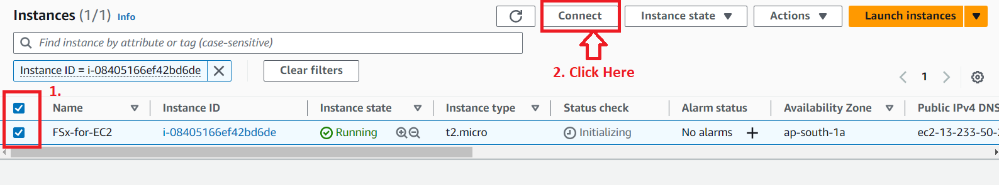 Instances (1/1) Info
Connect
Instance state
Actions
Launch instances
Find instance by attribute or tag (case-sensitive)
Instance ID = i-08405166ef42bd6de
Clear filters
2. Click Here
1
1.
Name Instance ID Instance state Instance type Status check Alarm status Availability Zone Public IPv4 DNS
FSx-for-EC2 i-08405166ef42bd6de Running t2.micro Initializing No alarms + ap-south-1a ec2-13-233-50-